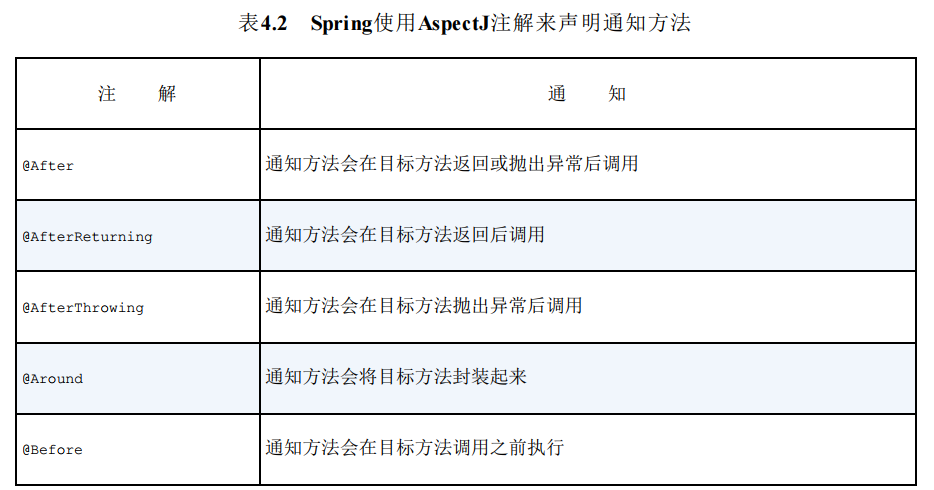 表4.2 Spring使用AspectJ注解来声明通知方法
注 解 通 知
@After 通知方法会在目标方法返回或抛出异常后调用
@AfterReturning 通知方法会在目标方法返回后调用
@AfterThrowing 通知方法会在目标方法抛出异常后调用
@Around 通知方法会将目标方法封装起来
@Before 通知方法会在目标方法调用之前执行